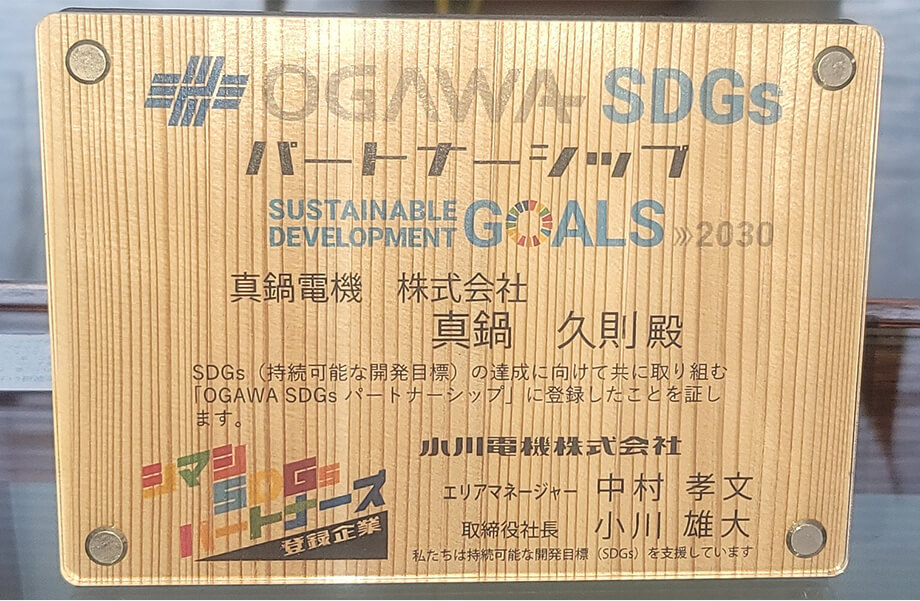 OGAWA SDGs
パートナーシップ
SUSTAINABLE
DEVELOPMENT GOALS »2030
真鍋電機 株式会社
真鍋 久則 殿
SDGs（持続可能な開発目標）の達成に向けて共に取り組む
「OGAWA SDGs パートナーシップ」に登録したことを証し
ます。
小川電機株式会社
エリアマネージャー 中村 孝文
取締役社長 小川 雄大
私たちは持続可能な開発目標（SDGs）を支援しています
シマシ
SDGs
パートナーズ
登録企業